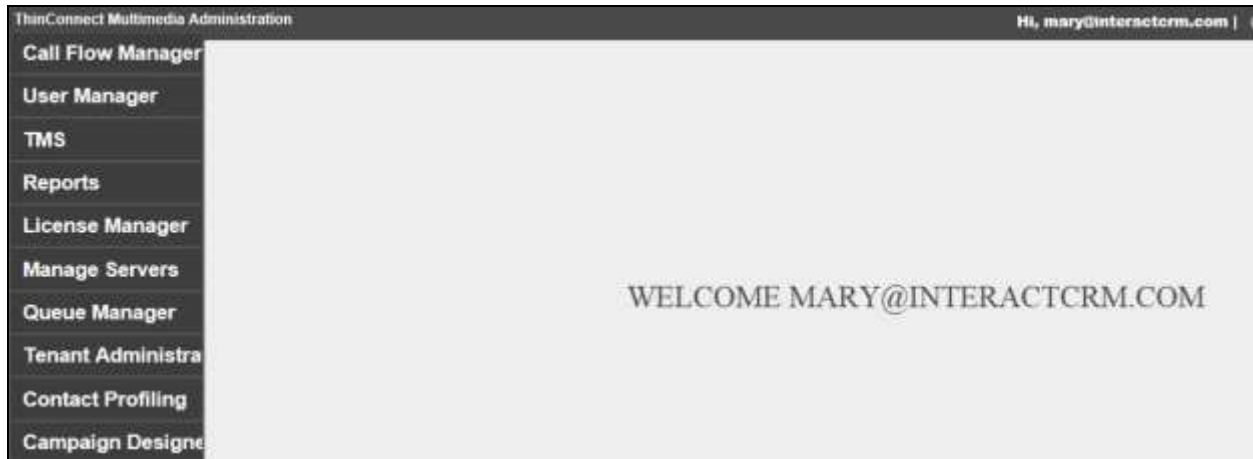 ThinConnect Multimedia Administration
Hi, mary@interactcrm.com |
Call Flow Manager
User Manager
TMS
Reports
License Manager
Manage Servers
Queue Manager
Tenant Administra
Contact Profiling
Campaign Designe
WELCOME MARY@INTERACTCRM.COM